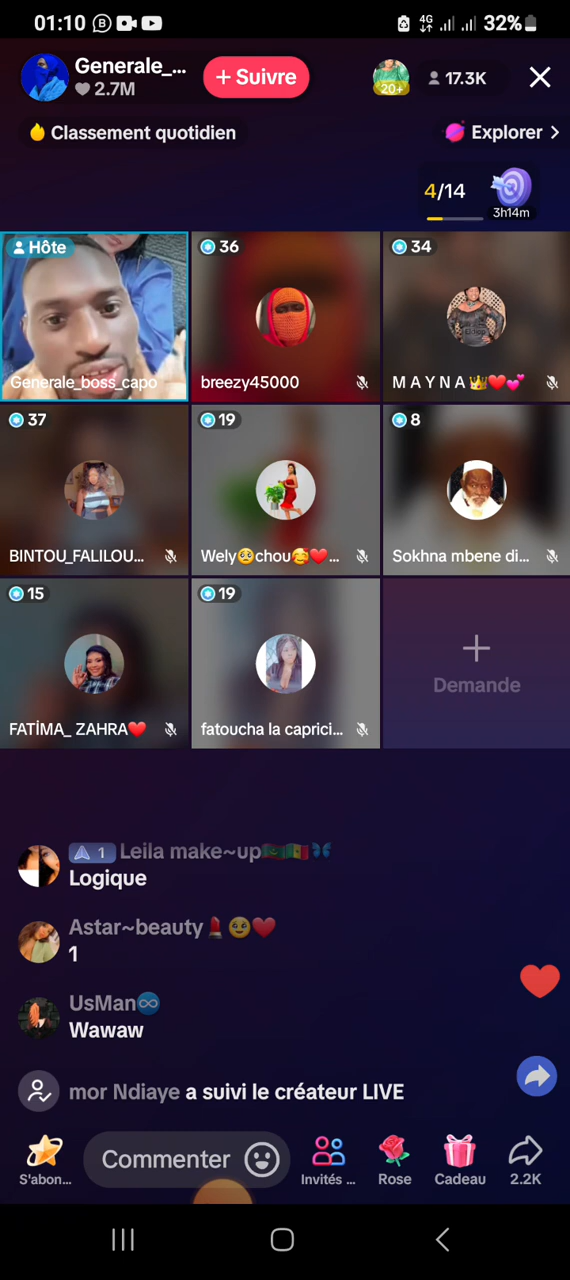 01:10
4G
32%
Generale_...
2.7M
+ Suivre
20+
17.3K
Classement quotidien
Explorer
4/14
3h14m
Hôte
36
34
Generale_boss_capo
breezy45000
M A Y N A 👑❤️💕
37
19
8
BINTOU_FALILOU...
Wely🥺chou🥰❤️...
Sokhna mbene di...
15
19
Demande
FATİMA_ ZAHRA❤️
fatoucha la caprici...
1 Leila make~up🇲🇷🇸🇳🦋
Logique
Astar~beauty💄🥺❤️
1
UsMan♾️
Wawaw
mor Ndiaye a suivi le créateur LIVE
Commenter
S'abon...
Invités ...
Rose
Cadeau
2.2K